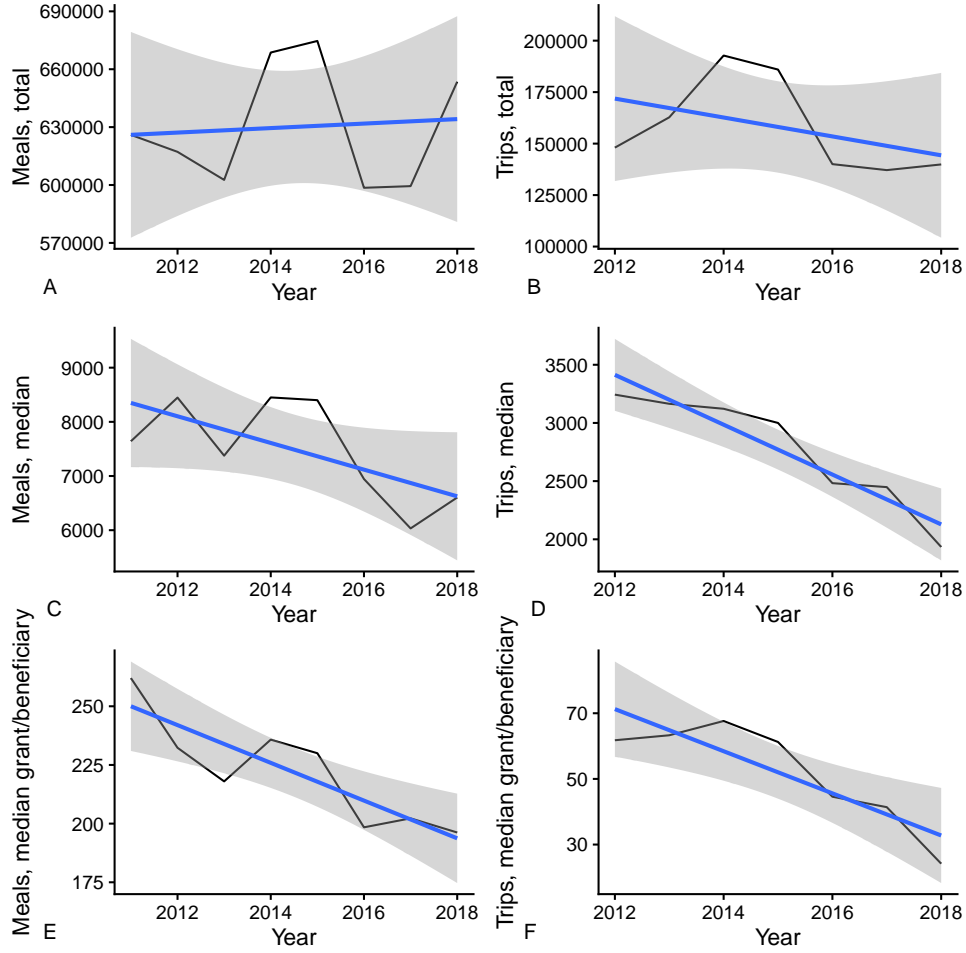 Meals, total
690000
660000
630000
600000
570000
2012 2014 2016 2018
Year
A
Trips, total
200000
175000
150000
125000
100000
2012 2014 2016 2018
Year
B
Meals, median
9000
8000
7000
6000
2012 2014 2016 2018
Year
C
Trips, median
3500
3000
2500
2000
2012 2014 2016 2018
Year
D
Meals, median grant/beneficiary
250
225
200
175
2012 2014 2016 2018
Year
E
Trips, median grant/beneficiary
70
50
30
2012 2014 2016 2018
Year
F